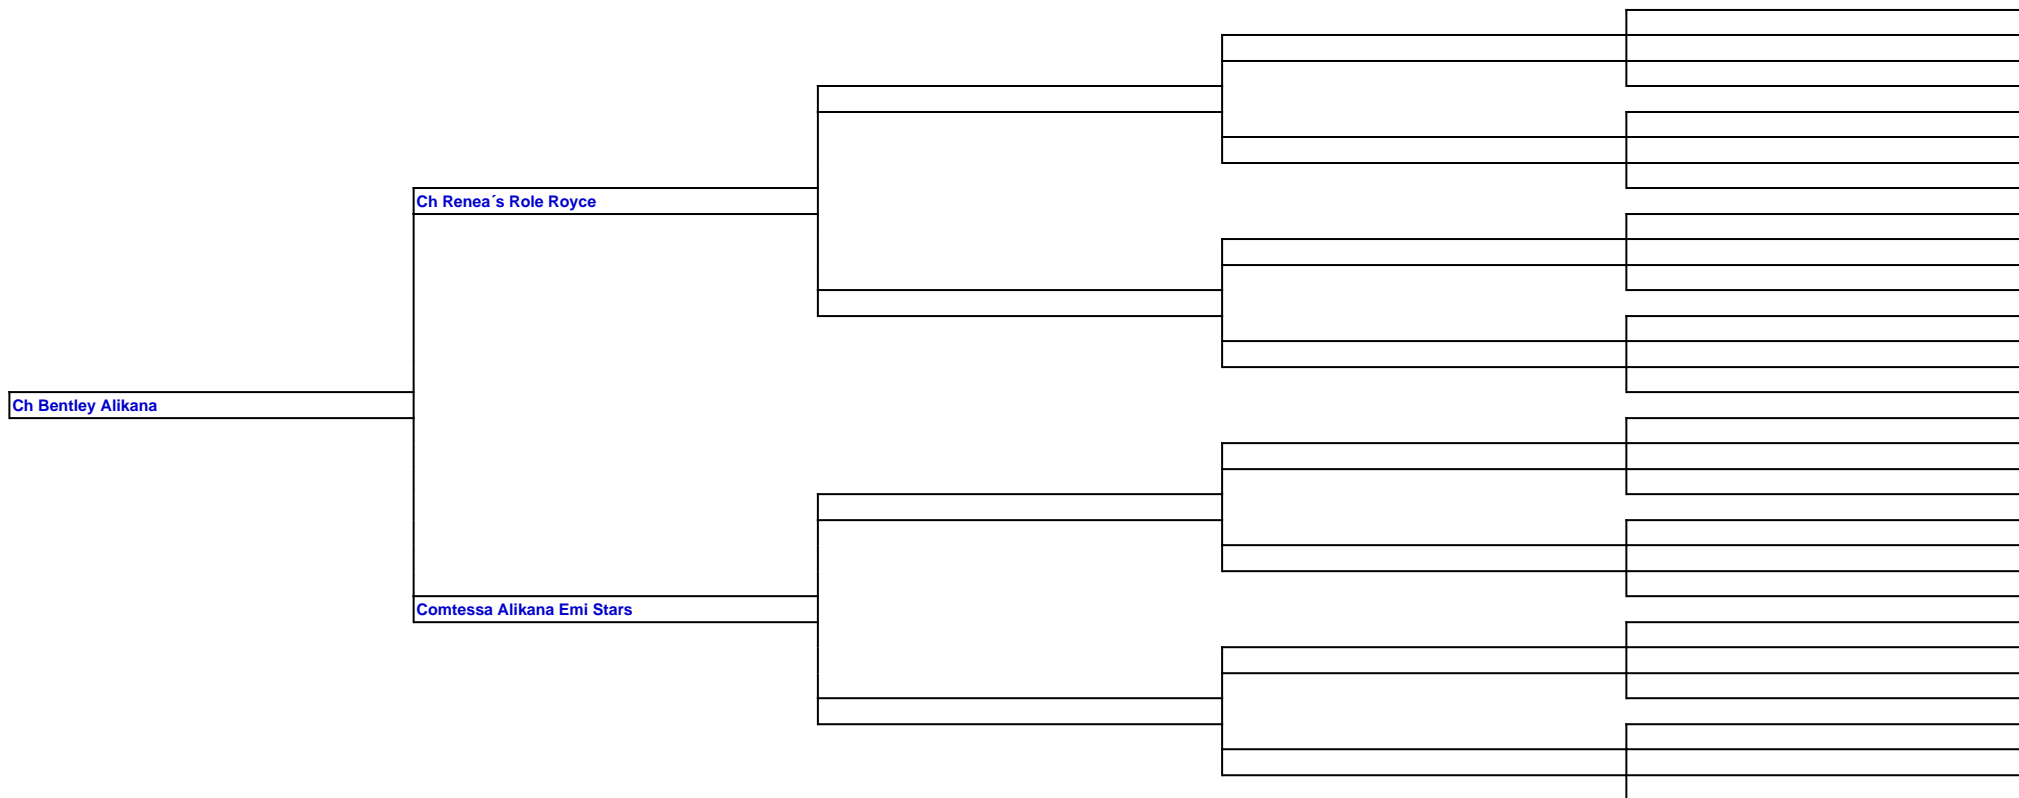 Ch Renea´s Role Royce
Ch Bentley Alikana
Comtessa Alikana Emi Stars